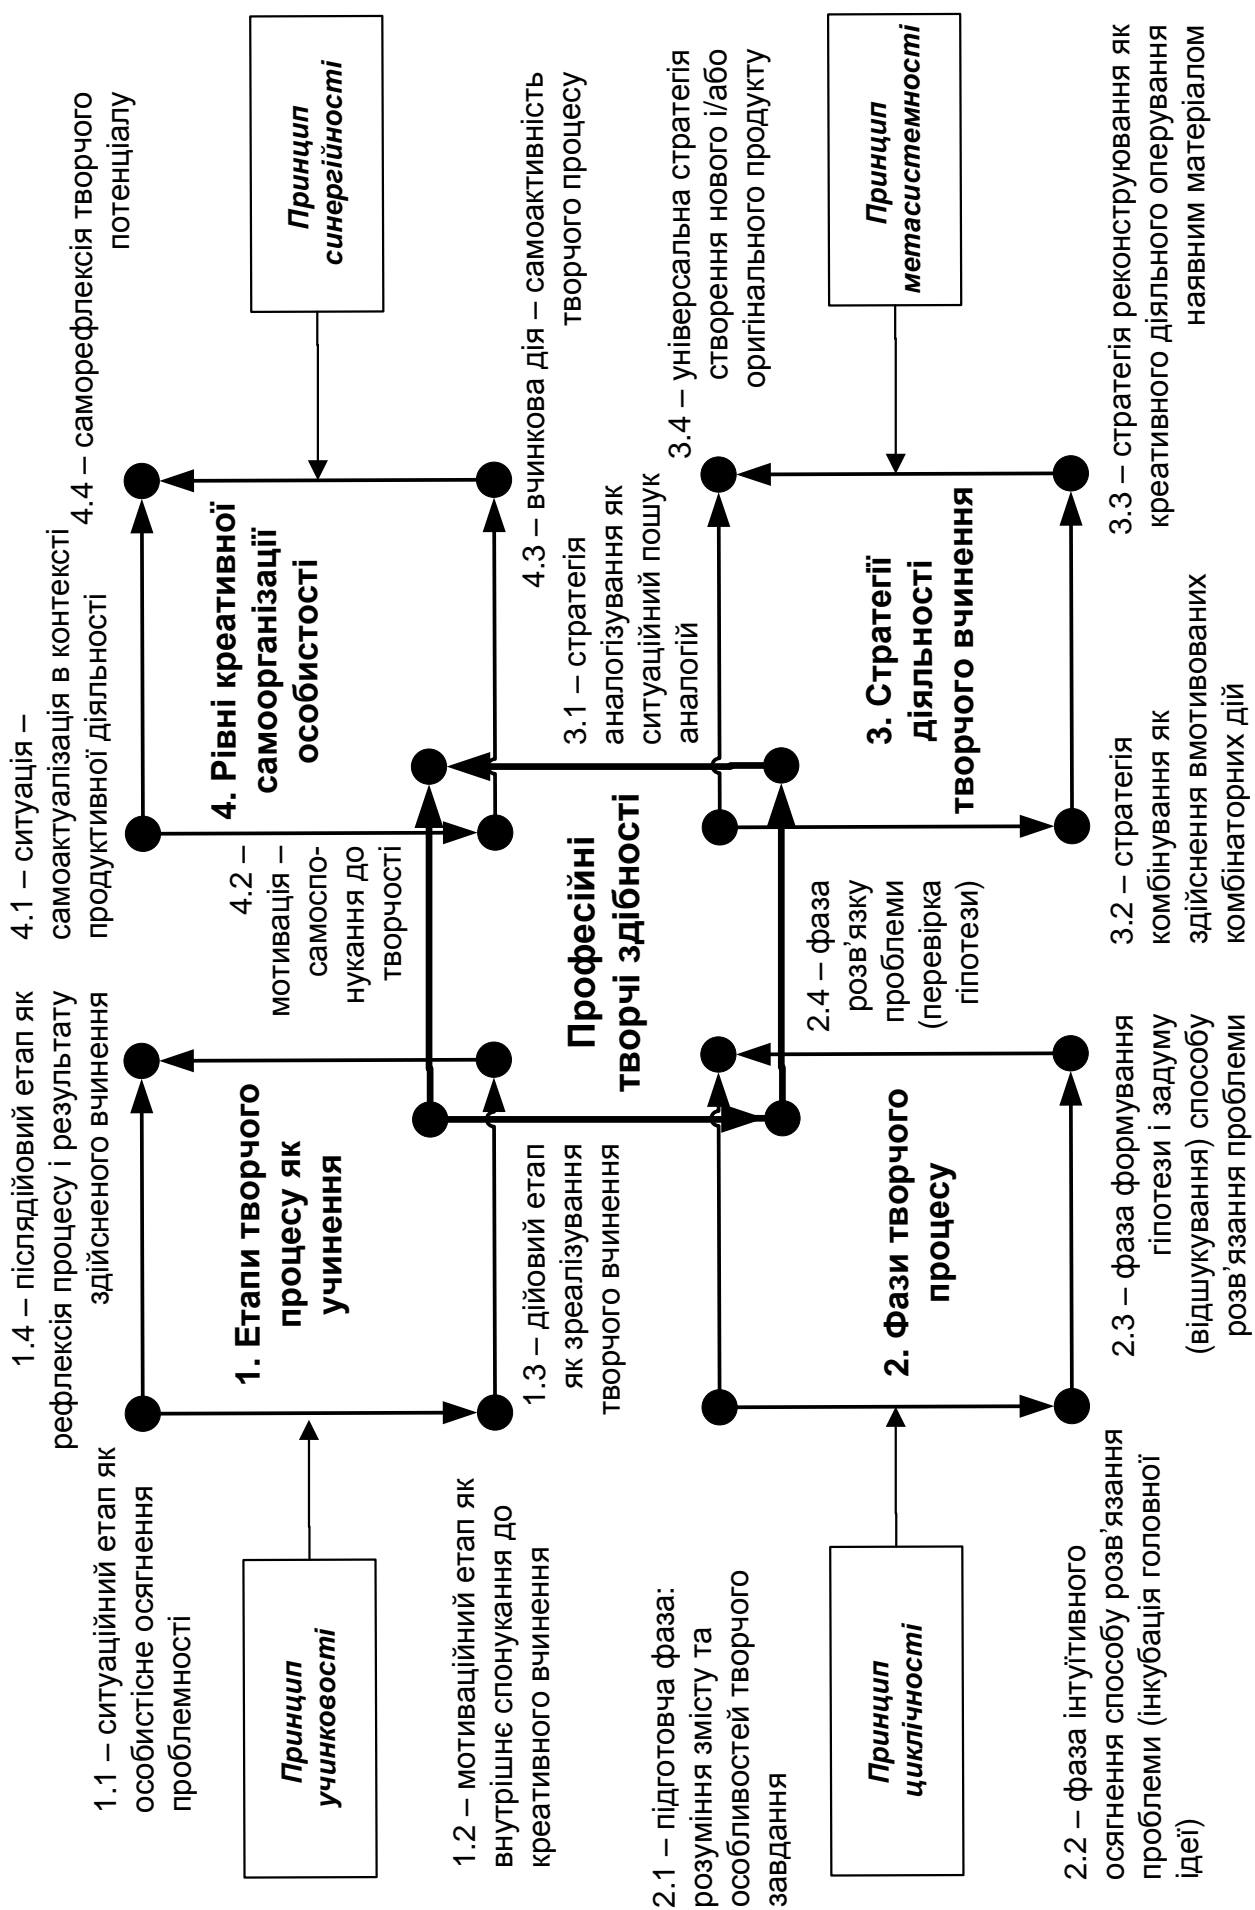 1.1 – ситуаційний етап як
особистісне осягнення
проблемності
1.4 – післядіовий етап як
рефлексія процесу і результату
здійсненого вчинення
4.1 – ситуація –
самоактуалізація в контексті
продуктивної діяльності
4.4 – саморефлексія творчого
потенціалу
Принцип
учинковості
1. Етапи творчого
процесу як
учинення
4. Рівні креативної
самоорганізації
особистості
Принцип
синергійності
4.2 –
мотивація –
самоспо-
нукання до
творчості
1.2 – мотиваційний етап як
внутрішнє спонукання до
креативного вчинення
1.3 – дійовий етап
як зреалізування
творчого вчинення
4.3 – вчинкова дія – самоактивність
творчого процесу
Професійні
творчі здібності
3.1 – стратегія
аналогізування як
ситуаційний пошук
аналогій
2.1 – підготовча фаза:
розуміння змісту та
особливостей творчого
завдання
3.4 – універсальна стратегія
створення нового і/або
оригінального продукту
2.4 – фаза
розв’язку
проблеми
(перевірка
гіпотези)
Принцип
циклічності
2. Фази творчого
процесу
3. Стратегії
діяльності
творчого вчинення
Принцип
метасистемності
2.2 – фаза інтуїтивного
осягнення способу розв’язання
проблеми (інкубація головної
ідеї)
2.3 – фаза формування
гіпотези і задуму
(відшукування) способу
розв’язання проблеми
3.2 – стратегія
комбінування як
здійснення вмотивованих
комбінаторних дій
3.3 – стратегія реконструювання як
креативного діяльного оперування
наявним матеріалом